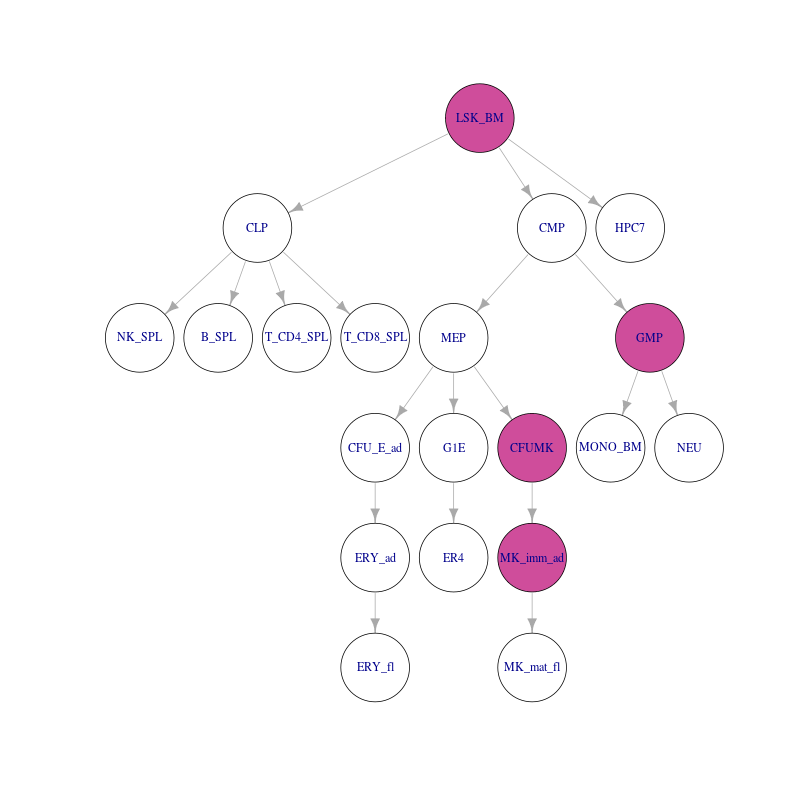 LSK_BM
CLP
CMP
HPC7
NK_SPL
B_SPL
T_CD4_SPL
T_CD8_SPL
MEP
GMP
CFU_E_ad
G1E
CFUMK
MONO_BM
NEU
ERY_ad
ER4
MK_imm_ad
ERY_fl
MK_mat_fl